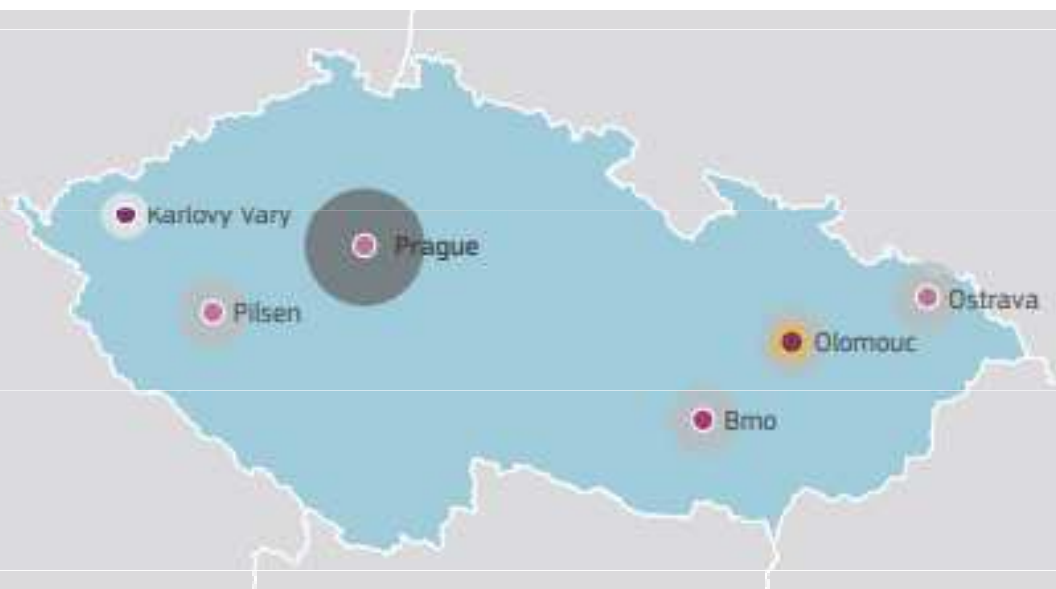 Karlovy Vary
Prague
Pilsen
Ostrava
Olomouc
Brno